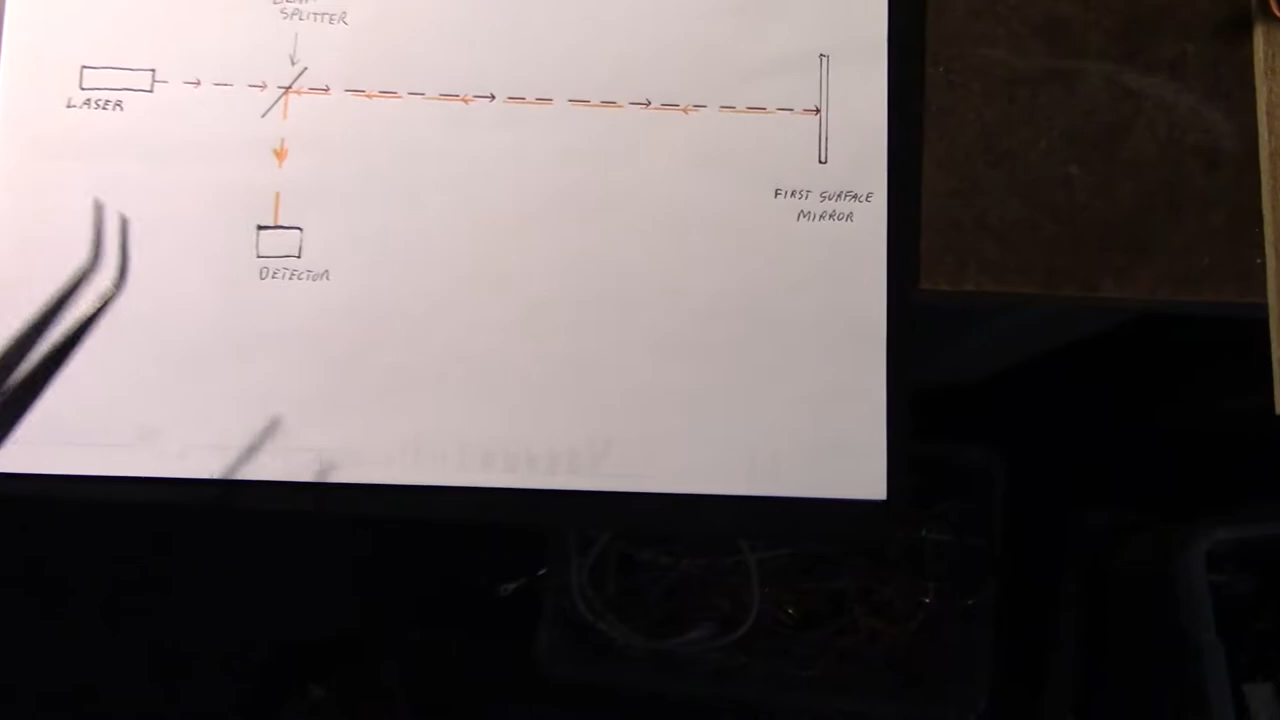 SPLITTER
LASER
FIRST SURFACE
MIRROR
DETECTOR